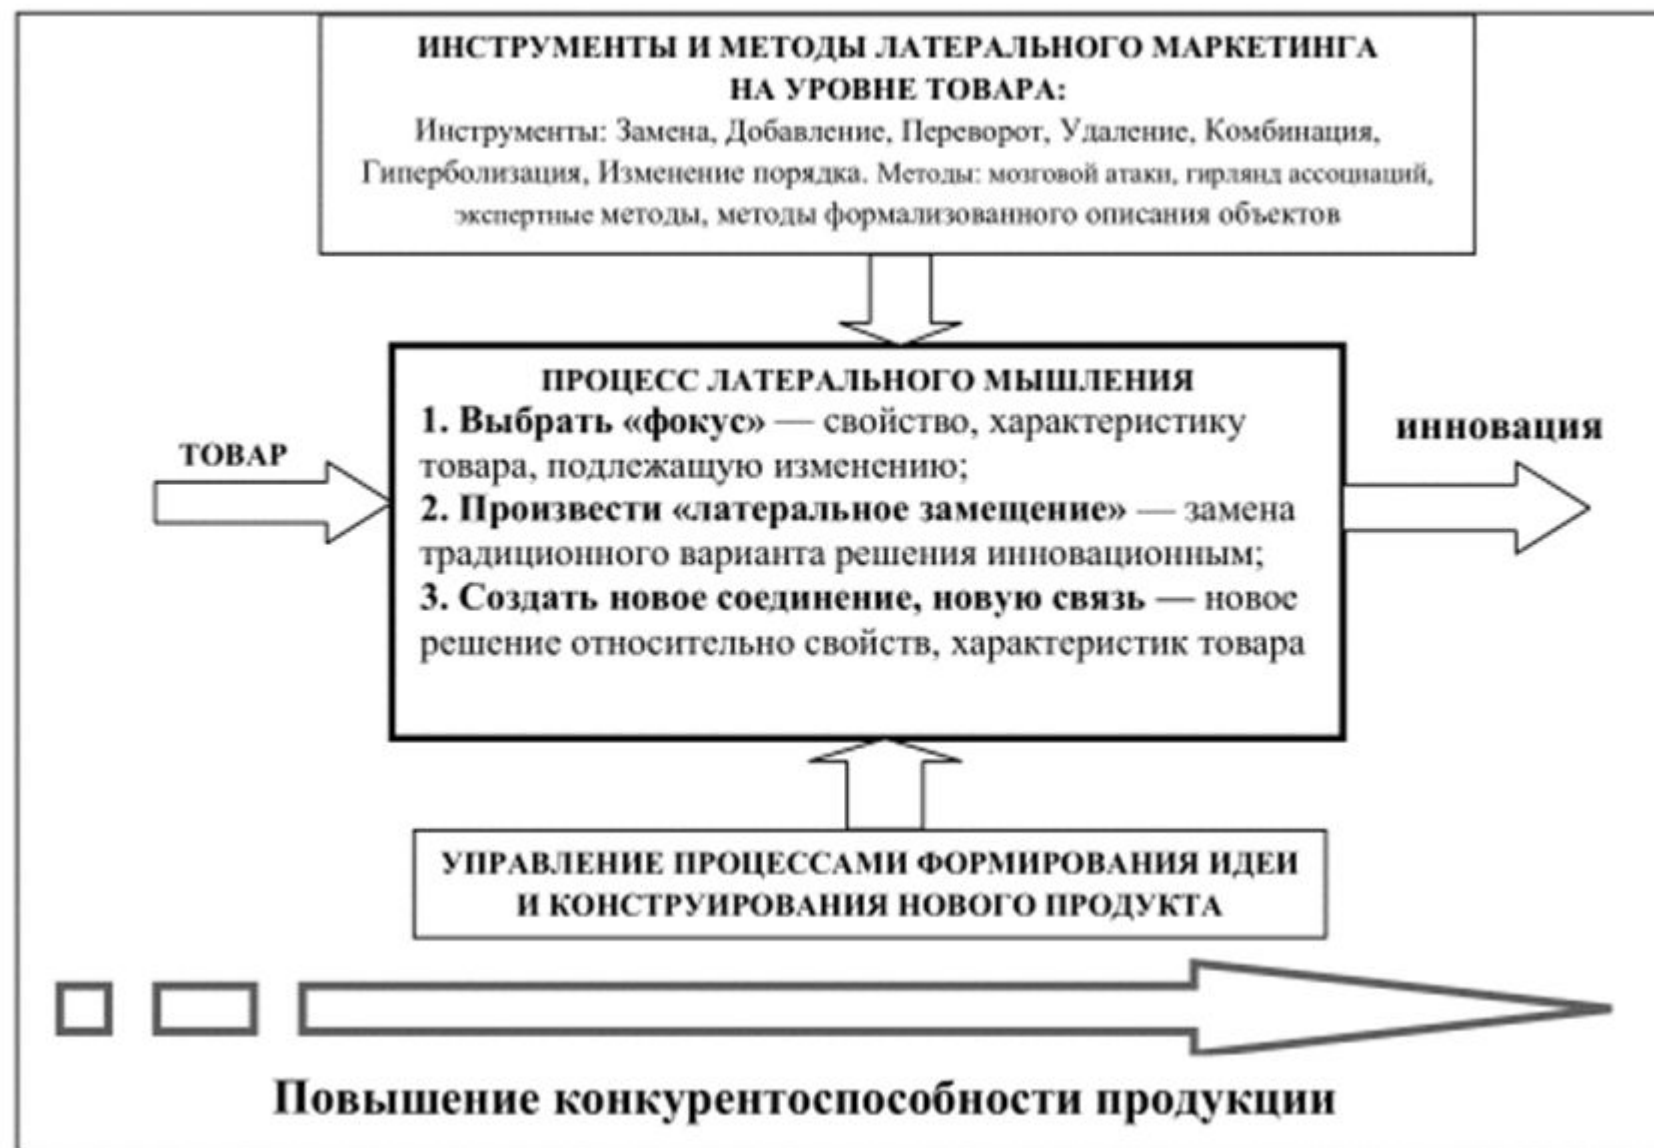 ИНСТРУМЕНТЫ И МЕТОДЫ ЛАТЕРАЛЬНОГО МАРКЕТИНГА
НА УРОВНЕ ТОВАРА:
Инструменты: Замена, Добавление, Переворот, Удаление, Комбинация,
Гиперболизация, Изменение порядка. Методы: мозговой атаки, гирлянд ассоциаций,
экспертные методы, методы формализованного описания объектов
ТОВАР
ПРОЦЕСС ЛАТЕРАЛЬНОГО МЫШЛЕНИЯ
1. Выбрать «фокус» — свойство, характеристику
товара, подлежащую изменению;
2. Произвести «латеральное замещение» — замена
традиционного варианта решения инновационным;
3. Создать новое соединение, новую связь — новое
решение относительно свойств, характеристик товара
инновация
УПРАВЛЕНИЕ ПРОЦЕССАМИ ФОРМИРОВАНИЯ ИДЕИ
И КОНСТРУИРОВАНИЯ НОВОГО ПРОДУКТА
Повышение конкурентоспособности продукции